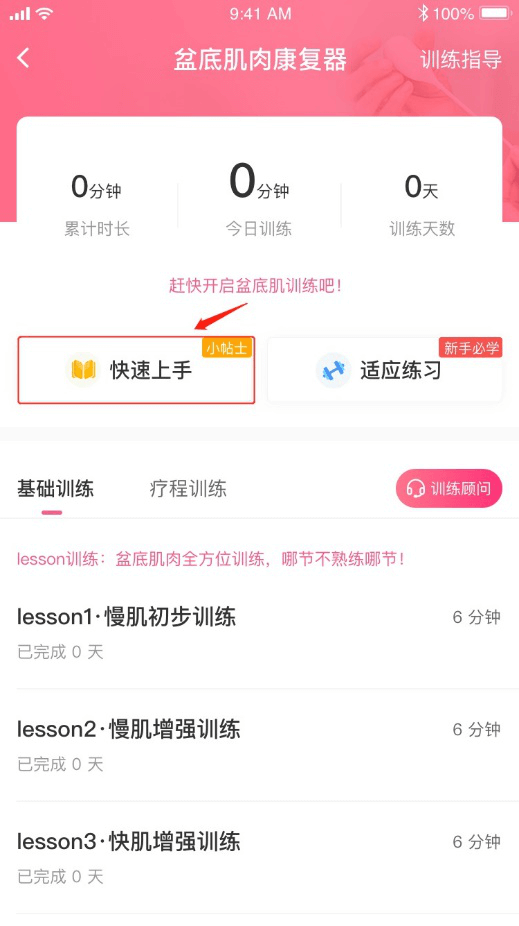 9:41 AM 100%
盆底肌肉康复器 训练指导
0分钟 0分钟 0天
累计时长 今日训练 训练天数
赶快开启盆底肌训练吧！
快速上手 小帖士 适应练习 新手必学
基础训练 疗程训练 训练顾问
lesson训练：盆底肌肉全方位训练，哪节不熟练哪节！
lesson1·慢肌初步训练 6 分钟
已完成 0 天
lesson2·慢肌增强训练 6 分钟
已完成 0 天
lesson3·快肌增强训练 6 分钟
已完成 0 天